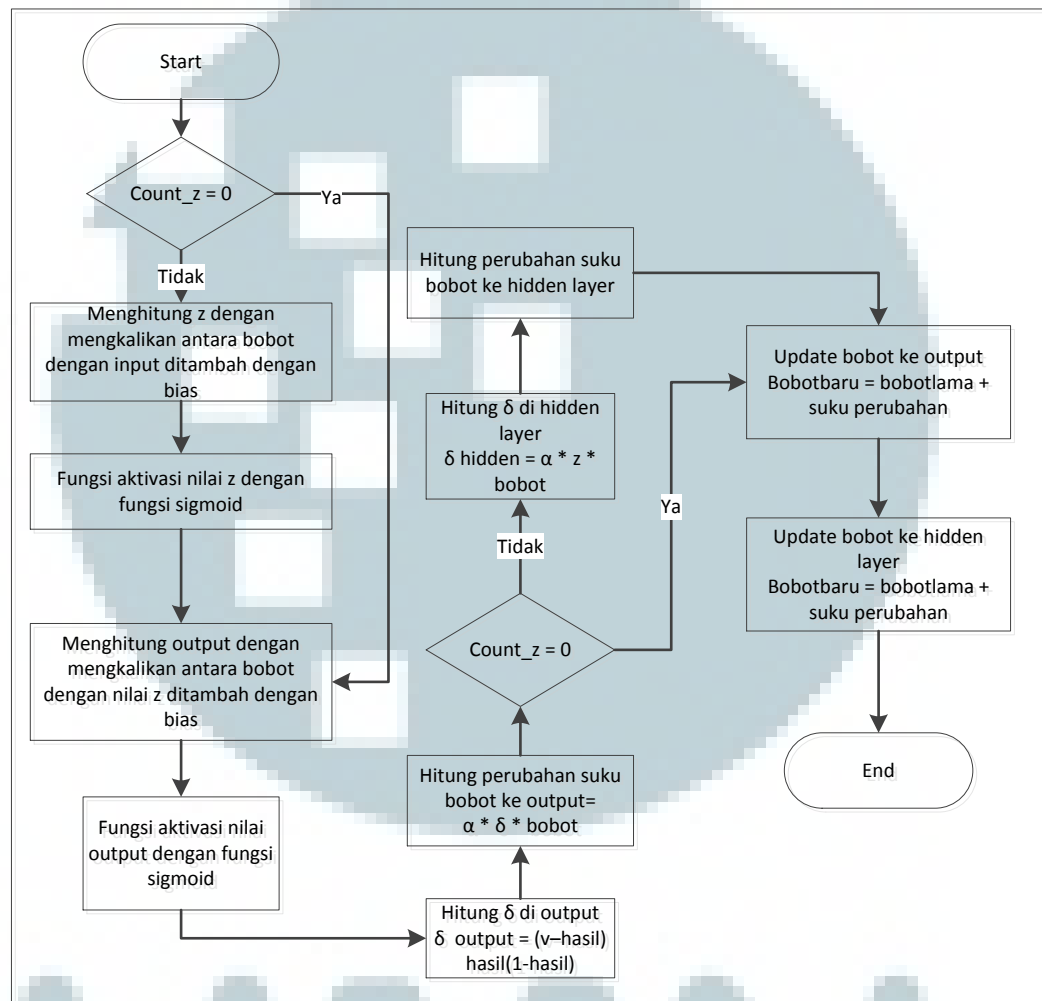 Start
Count_z = 0
Ya
Tidak
Menghitung z dengan
mengkalikan antara bobot
dengan input ditambah dengan
bias
Fungsi aktivasi nilai z dengan
fungsi sigmoid
Menghitung output dengan
mengkalikan antara bobot
dengan nilai z ditambah dengan
bias
Fungsi aktivasi nilai
output dengan fungsi
sigmoid
Hitung δ di output
δ output = (v–hasil)
hasil(1-hasil)
Hitung perubahan suku
bobot ke output=
α * δ * bobot
Count_z = 0
Tidak
Ya
Hitung δ di hidden
layer
δ hidden = α * z *
bobot
Hitung perubahan suku
bobot ke hidden layer
Update bobot ke output
Bobotbaru = bobotlama +
suku perubahan
Update bobot ke hidden
layer
Bobotbaru = bobotlama +
suku perubahan
End